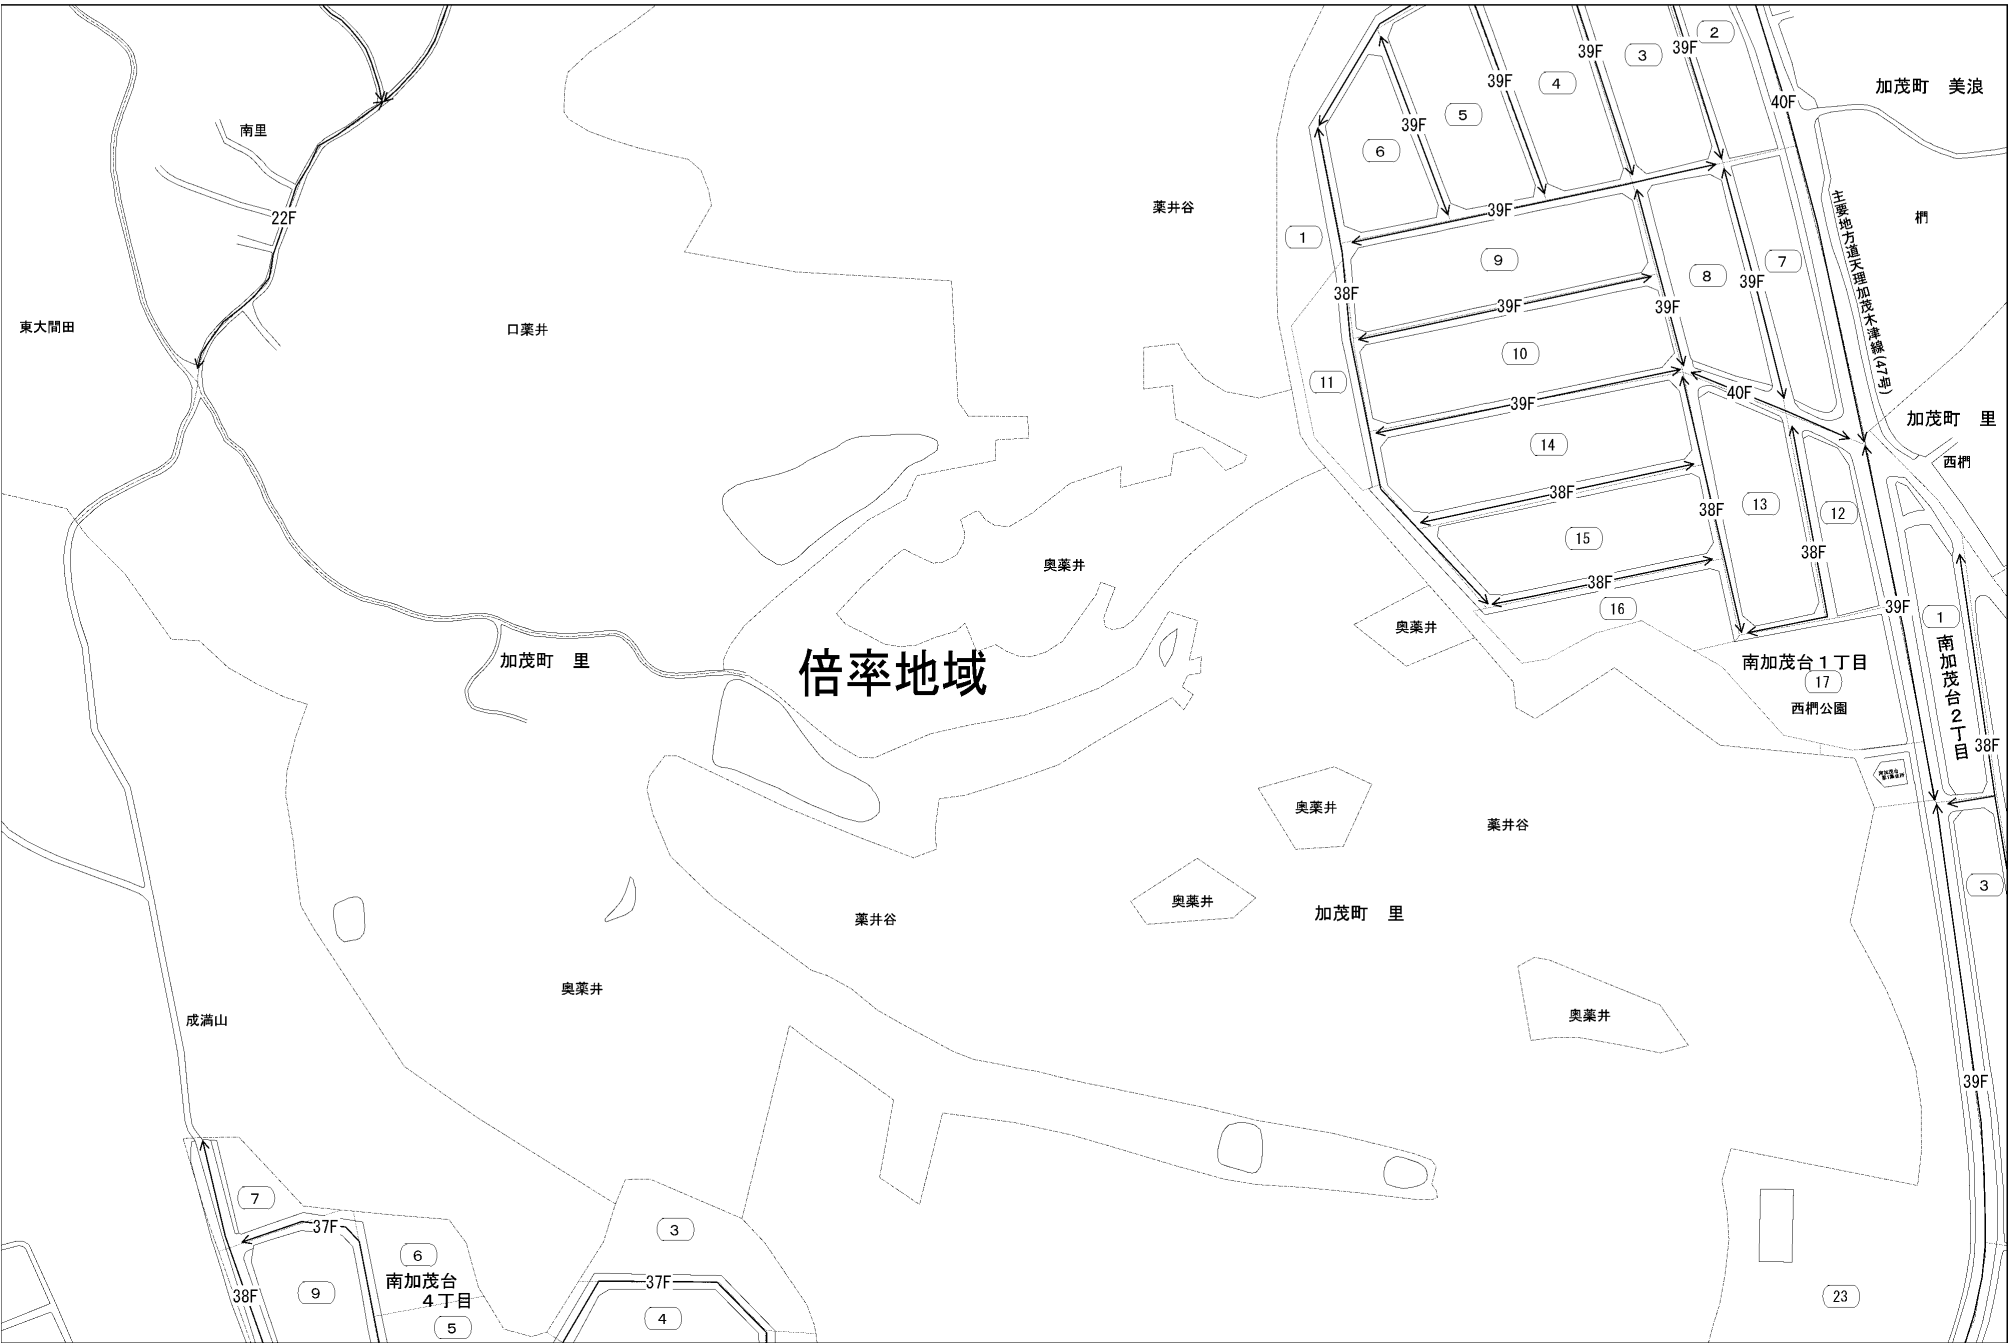 2
39F
39F
39F
3
4
39F
5
加茂町　美浪
40F
39F
南里
6
薬井谷
22F
39F
椚
主要地方道天理加茂木津線(47号)
1
9
7
8
39F
38F
39F
39F
東大間田
口薬井
10
11
40F
39F
加茂町　里
14
西椚
38F
13
38F
12
15
38F
奥薬井
38F
16
39F
1
奥薬井
加茂町　里
倍率地域
南加茂台１丁目
17
西椚公園
南加茂台２丁目
38F
奥薬井
薬井谷
3
奥薬井
加茂町　里
薬井谷
奥薬井
奥薬井
成満山
39F
7
37F
3
6
南加茂台
４丁目
37F
38F
9
23
4
5